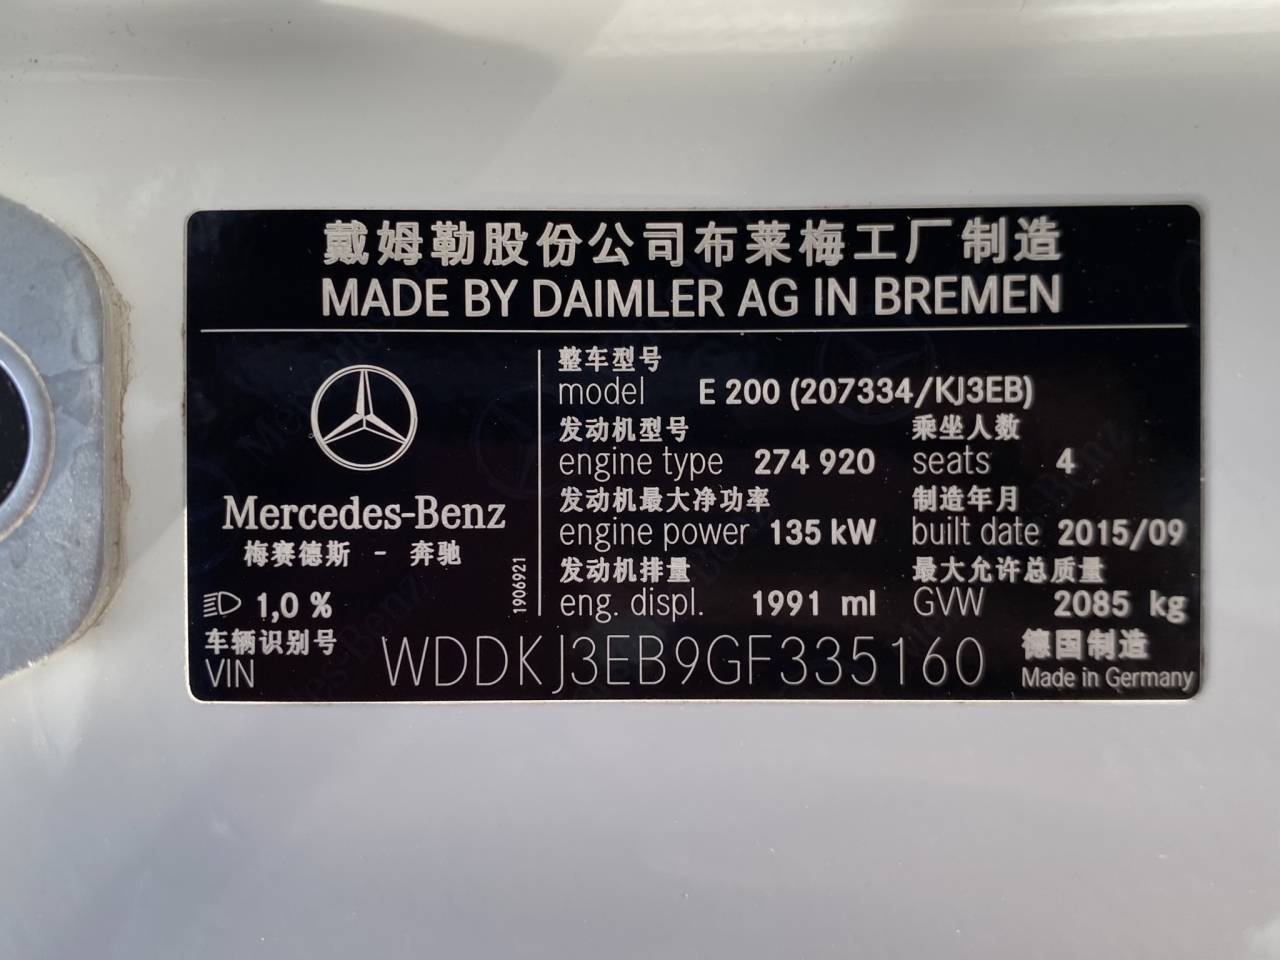 戴姆勒股份公司布莱梅工厂制造
MADE BY DAIMLER AG IN BREMEN
Mercedes-Benz
梅赛德斯 - 奔驰
1,0 %
1906921
整车型号
model E 200 (207334/KJ3EB)
发动机型号 乘坐人数
engine type 274 920 seats 4
发动机最大净功率 制造年月
engine power 135 kW built date 2015/09
发动机排量 最大允许总质量
eng. displ. 1991 ml GVW 2085 kg
车辆识别号 德国制造
VIN WDDKJ3EB9GF335160 Made in Germany